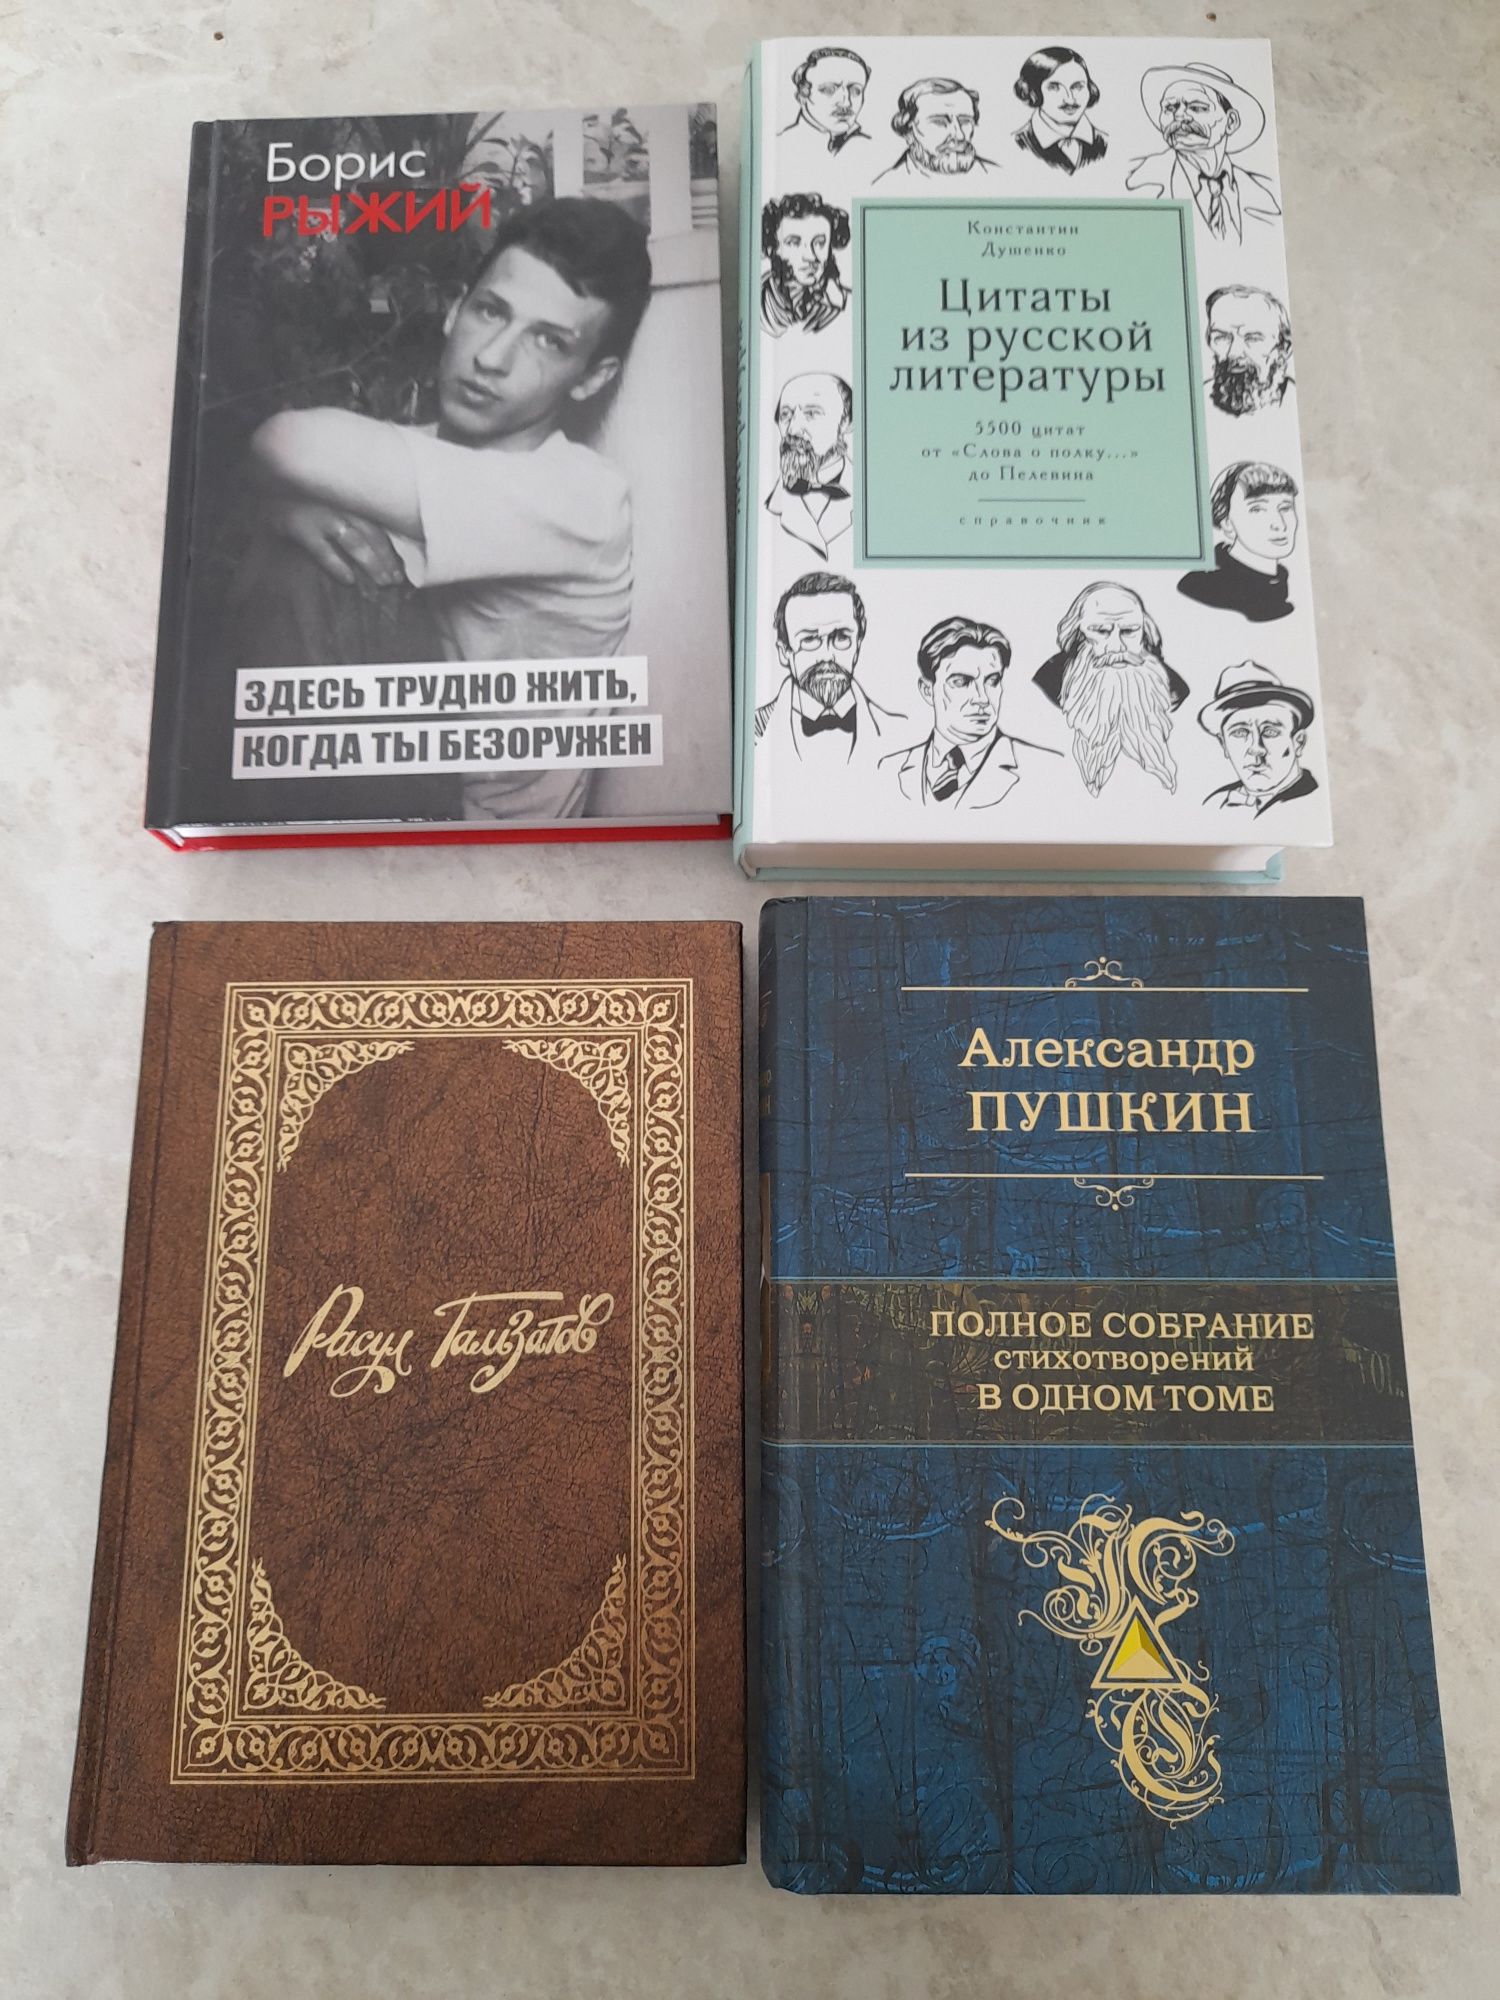 Борис
РЫЖИЙ
ЗДЕСЬ ТРУДНО ЖИТЬ,
КОГДА ТЫ БЕЗОРУЖЕН
Константин
Душенко
Цитаты
из русской
литературы
5500 цитат
от «Слова о полку...»
до Пелевина
справочник
Расул Гамзатов
Александр
ПУШКИН
ПОЛНОЕ СОБРАНИЕ
СТИХОТВОРЕНИЙ
В ОДНОМ ТОМЕ